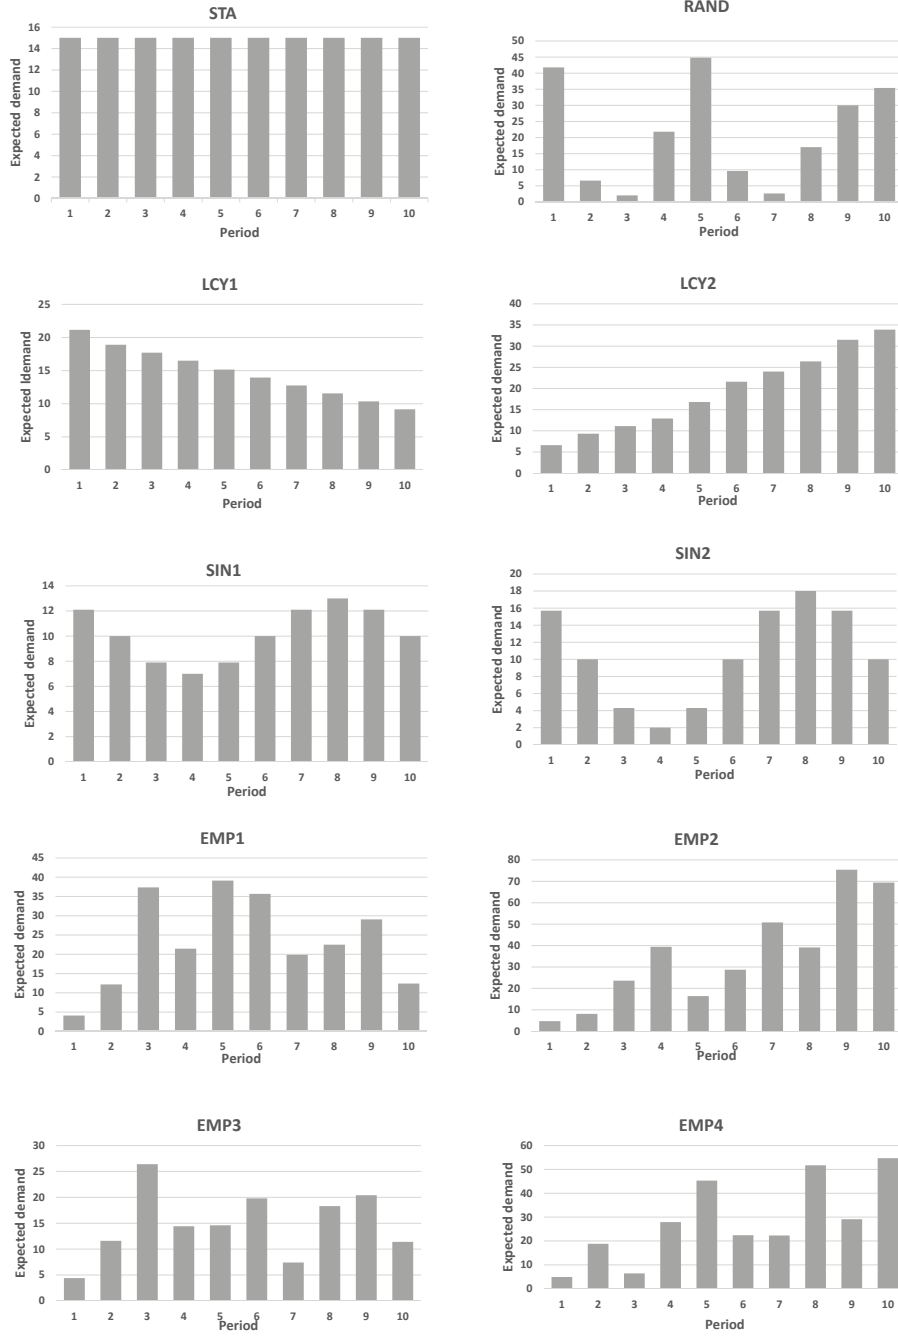 STA
Expected demand
16
14
12
10
8
6
4
2
0
1 2 3 4 5 6 7 8 9 10
Period
RAND
Expected demand
50
45
40
35
30
25
20
15
10
5
0
1 2 3 4 5 6 7 8 9 10
Period
LCY1
Expected ldemand
25
20
15
10
5
0
1 2 3 4 5 6 7 8 9 10
Period
LCY2
Expected demand
40
35
30
25
20
15
10
5
0
1 2 3 4 5 6 7 8 9 10
Period
SIN1
Expected demand
14
12
10
8
6
4
2
0
1 2 3 4 5 6 7 8 9 10
Period
SIN2
Expected demand
20
18
16
14
12
10
8
6
4
2
0
1 2 3 4 5 6 7 8 9 10
Period
EMP1
Expected demand
45
40
35
30
25
20
15
10
5
0
1 2 3 4 5 6 7 8 9 10
Period
EMP2
Expected demand
80
70
60
50
40
30
20
10
0
1 2 3 4 5 6 7 8 9 10
Period
EMP3
Expected demand
30
25
20
15
10
5
0
1 2 3 4 5 6 7 8 9 10
Period
EMP4
Expected demand
60
50
40
30
20
10
0
1 2 3 4 5 6 7 8 9 10
Period